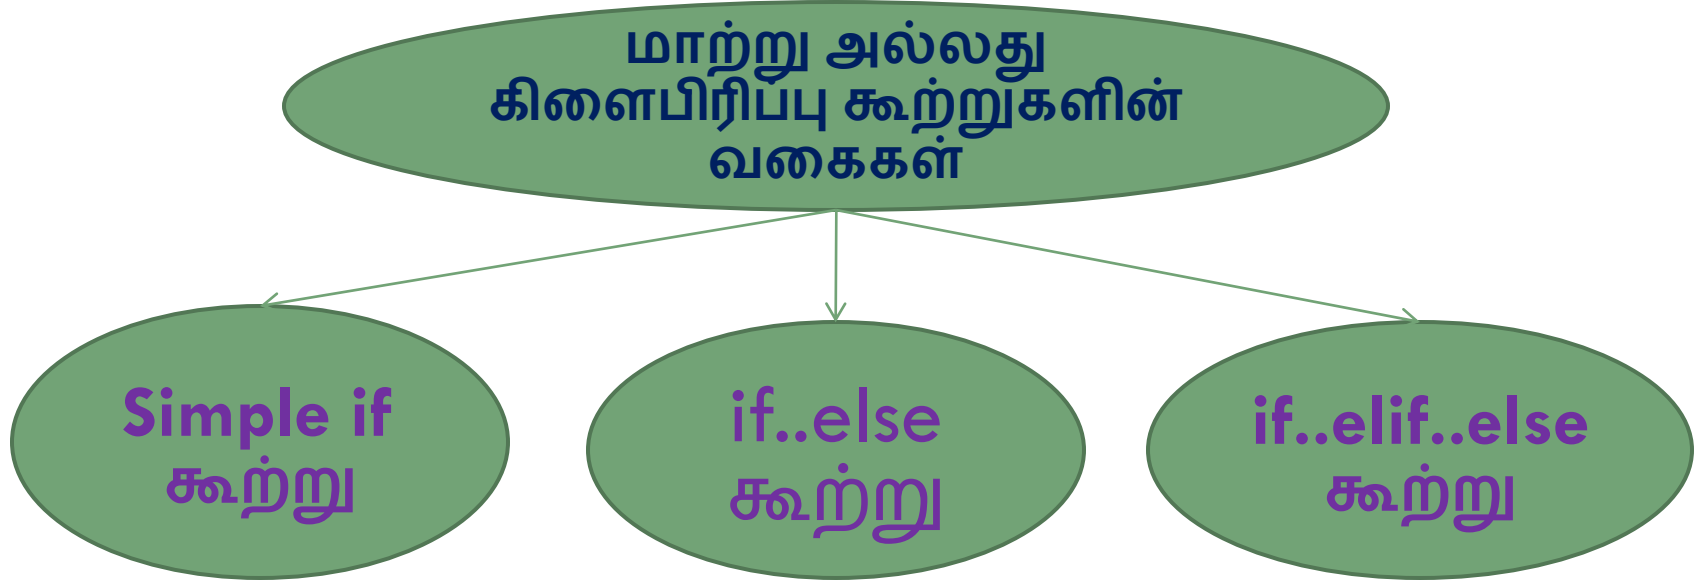 மாற்று அல்லது
கிளைபிரிப்பு கூற்றுகளின்
வகைகள்
Simple if
கூற்று
if..else
கூற்று
if..elif..else
கூற்று